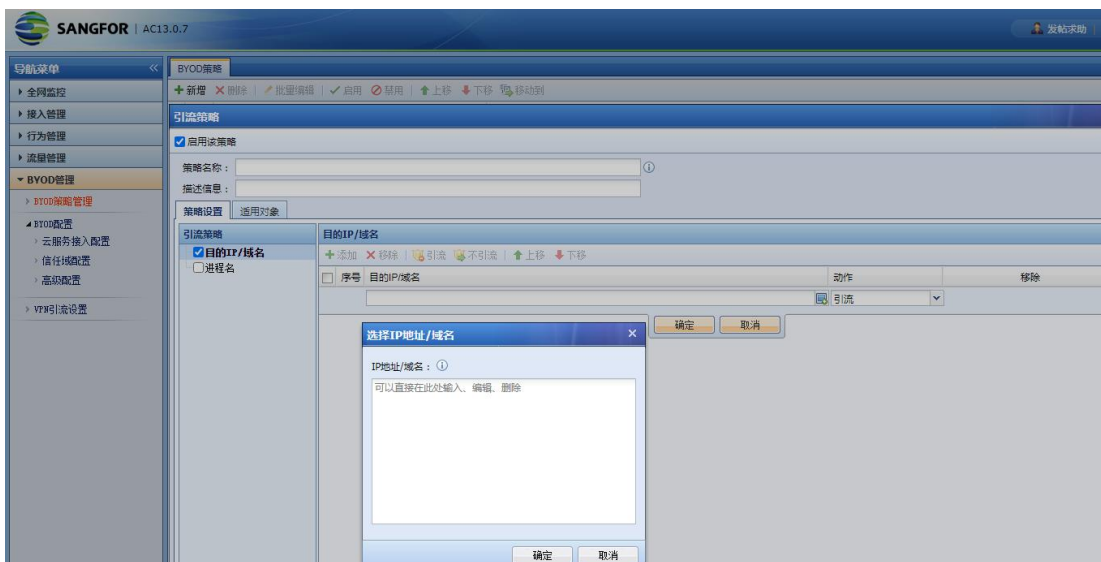 SANGFOR | AC13.0.7
发帖求助
导航菜单
全网监控
接入管理
行为管理
流量管理
BYOD管理
BYOD策略管理
BYOD配置
云服务接入配置
信任域配置
高级配置
VPN引流设置
BYOD策略
新增 删除 | 批量编辑 | 启用 禁用 | 上移 下移 移动到
引流策略
启用该策略
策略名称：
描述信息：
策略设置 适用对象
引流策略
目的IP/域名
进程名
目的IP/域名
添加 移除 | 引流 不引流 | 上移 下移
序号 目的IP/域名 动作 移除
引流
确定 取消
选择IP地址/域名
IP地址/域名：
可以直接在此处输入、编辑、删除
确定 取消